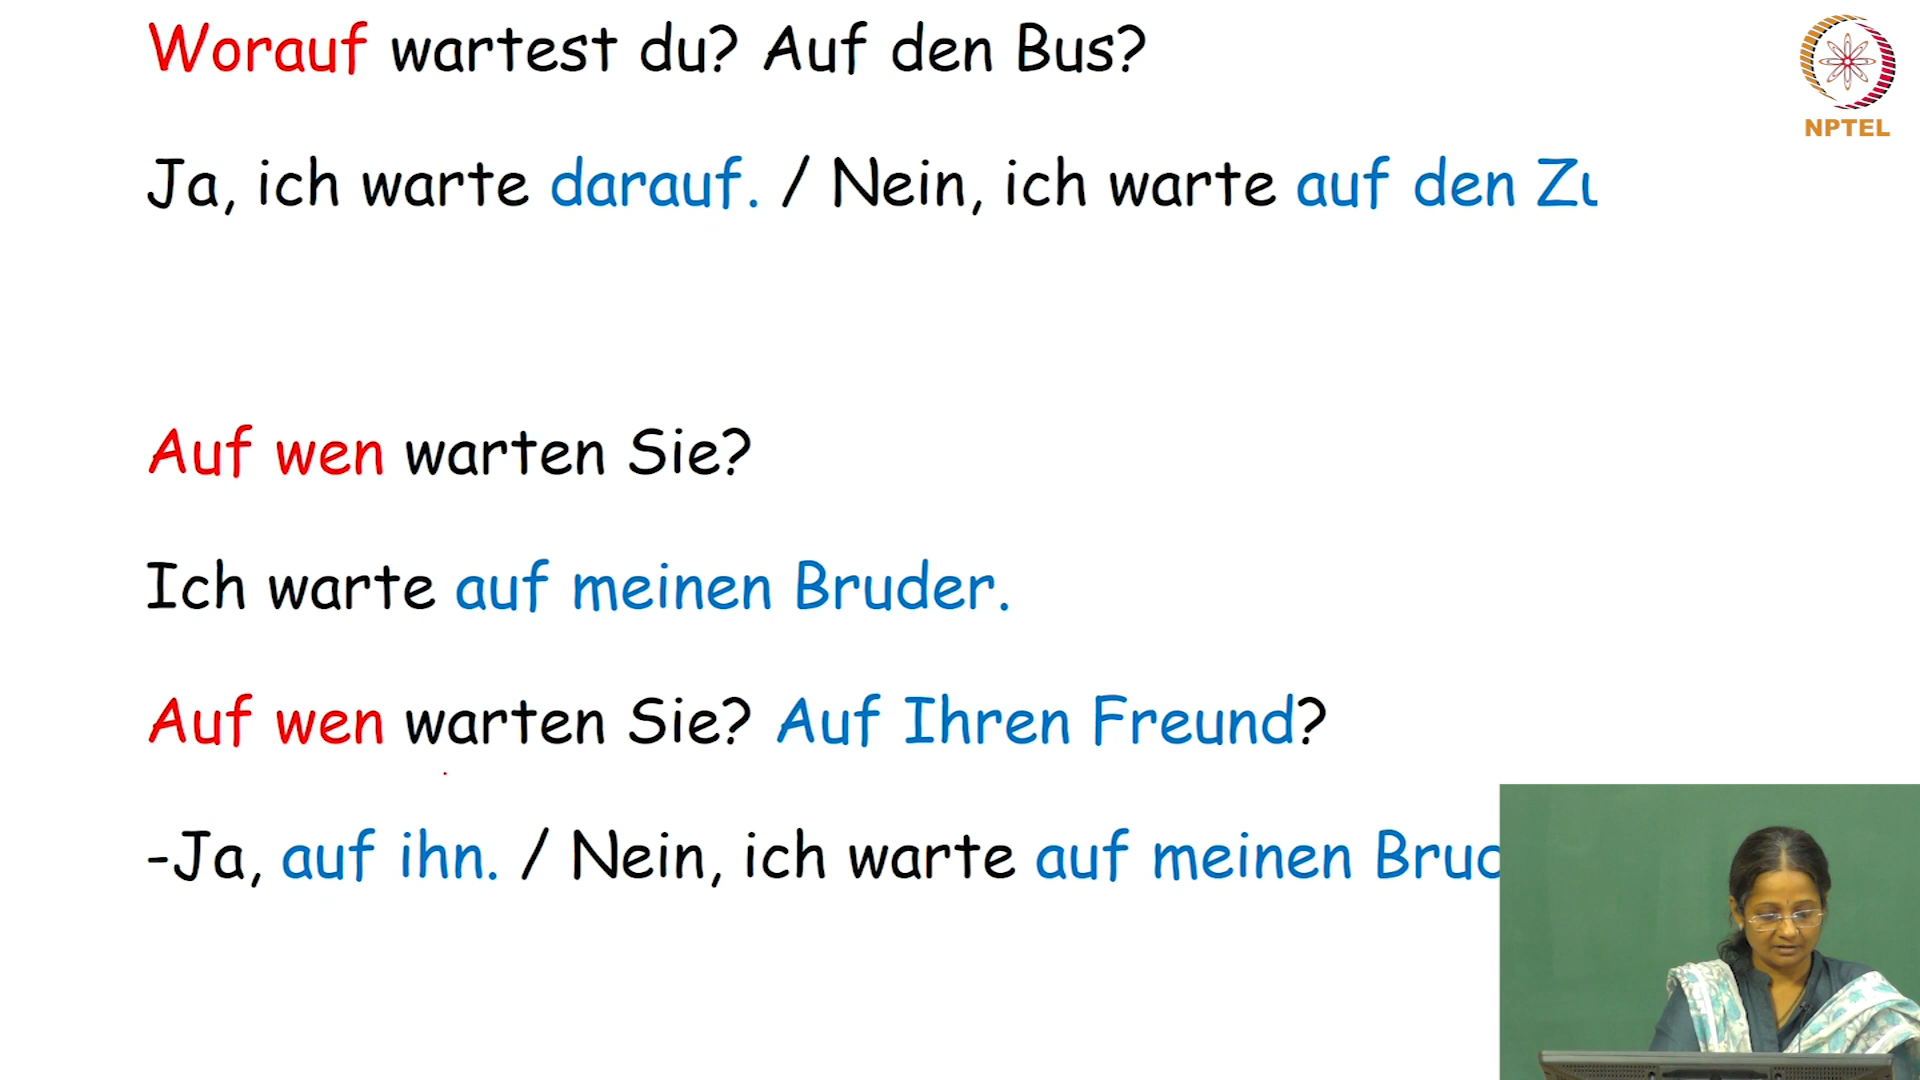 Worauf wartest du? Auf den Bus?
NPTEL
Ja, ich warte darauf. / Nein, ich warte auf den
Auf wen warten Sie?
Ich warte auf meinen Bruder.
Auf wen warten Sie? Auf Ihren Freund?
-Ja, auf ihn. / Nein, ich warte auf meinen